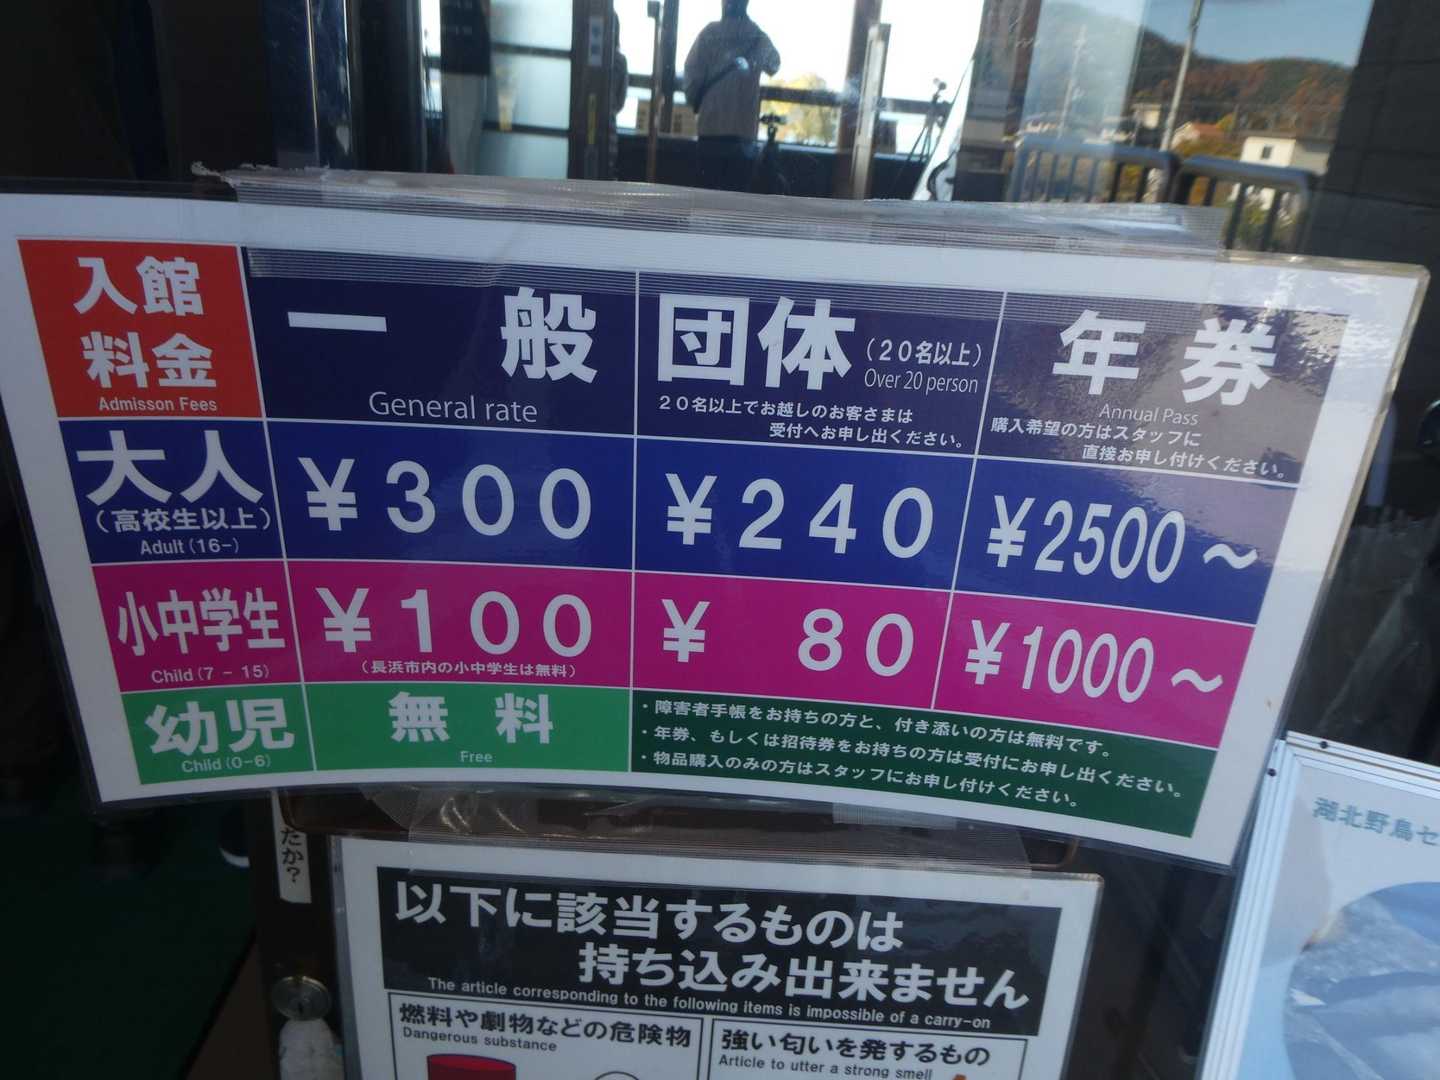 入館
料金
Admisson Fees
一 般
General rate
団体（２０名以上）
Over 20 person
２０名以上でお越しのお客さまは
受付へお申し出ください。
年 券
Annual Pass
購入希望の方はスタッフに
直接お申し付けください。
大人
（高校生以上）
Adult (16-)
￥３００
￥２４０
￥2500～
小中学生
Child (7 - 15)
￥１００
（長浜市内の小中学生は無料）
￥ ８０
￥1000～
幼児
Child (0-6)
無 料
Free
・障害者手帳をお持ちの方と、付き添いの方は無料です。
・年券、もしくは招待券をお持ちの方は受付にお申し出ください。
・物品購入のみの方はスタッフにお申し付けください。
たか？
湖北野鳥セ
以下に該当するものは
持ち込み出来ません
The article corresponding to the following items is impossible of a carry-on
燃料や劇物などの危険物
Dangerous substance
強い匂いを発するもの
Article to utter a strong smell